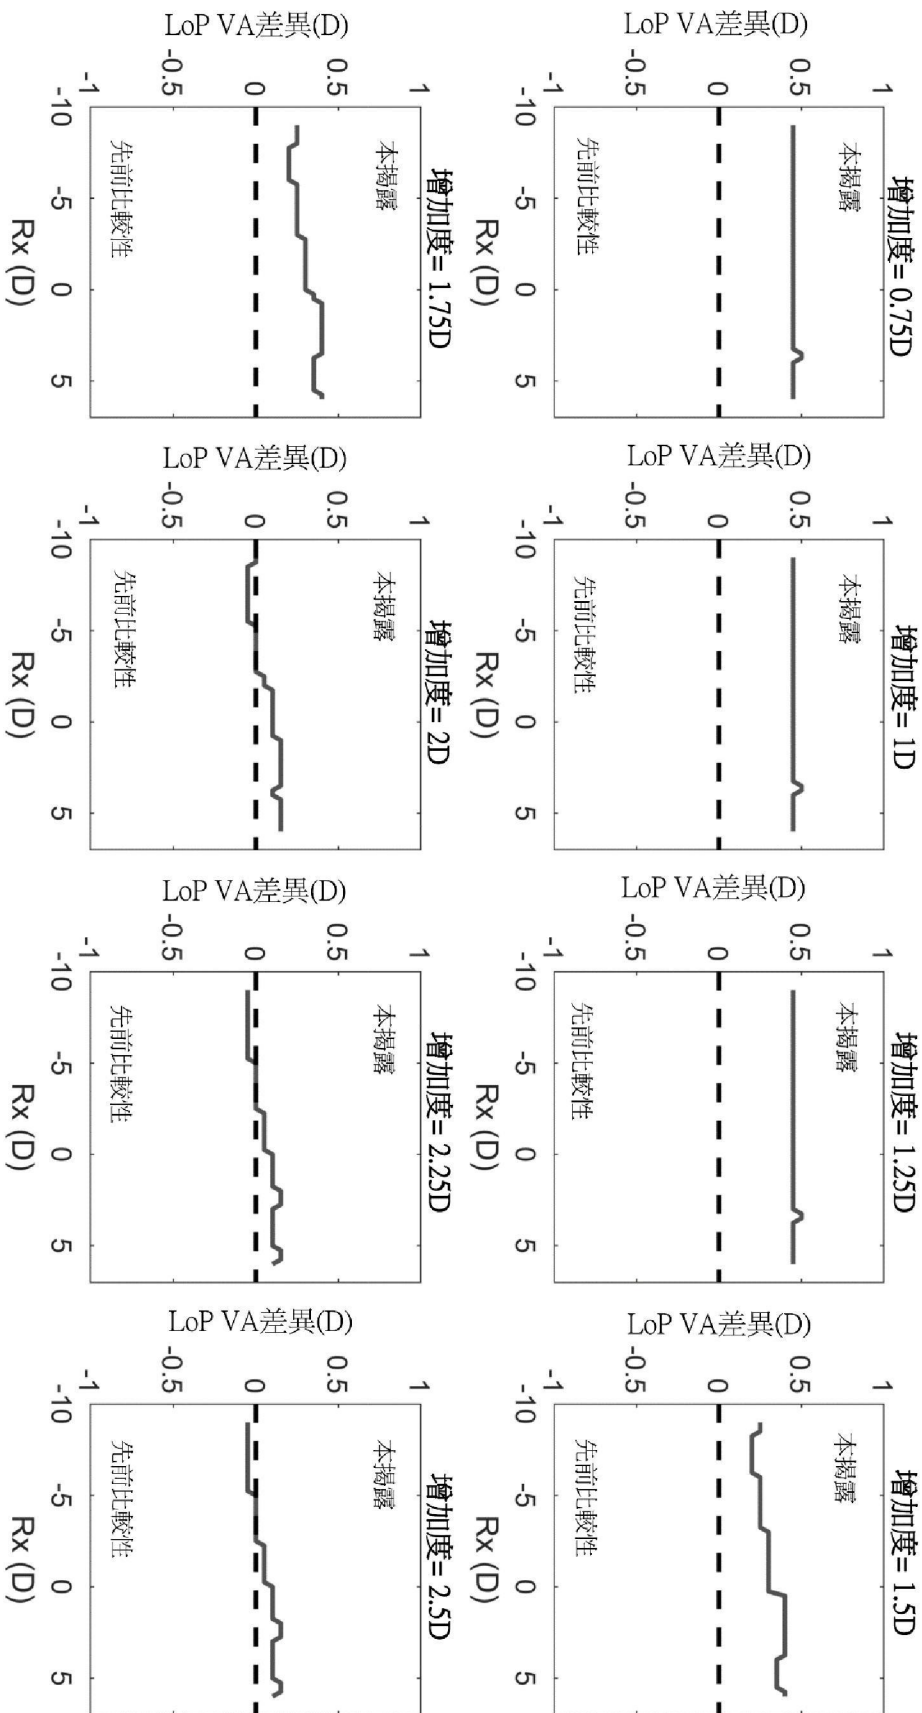 增加度= 0.75D
LoP VA差異(D)
1
0.5
0
-0.5
-1
本揭露
先前比較性
-10
-5
0
5
Rx (D)
增加度= 1D
LoP VA差異(D)
1
0.5
0
-0.5
-1
本揭露
先前比較性
-10
-5
0
5
Rx (D)
增加度= 1.25D
LoP VA差異(D)
1
0.5
0
-0.5
-1
本揭露
先前比較性
-10
-5
0
5
Rx (D)
增加度= 1.5D
LoP VA差異(D)
1
0.5
0
-0.5
-1
本揭露
先前比較性
-10
-5
0
5
Rx (D)
增加度= 1.75D
LoP VA差異(D)
1
0.5
0
-0.5
-1
本揭露
先前比較性
-10
-5
0
5
Rx (D)
增加度= 2D
LoP VA差異(D)
1
0.5
0
-0.5
-1
本揭露
先前比較性
-10
-5
0
5
Rx (D)
增加度= 2.25D
LoP VA差異(D)
1
0.5
0
-0.5
-1
本揭露
先前比較性
-10
-5
0
5
Rx (D)
增加度= 2.5D
LoP VA差異(D)
1
0.5
0
-0.5
-1
本揭露
先前比較性
-10
-5
0
5
Rx (D)